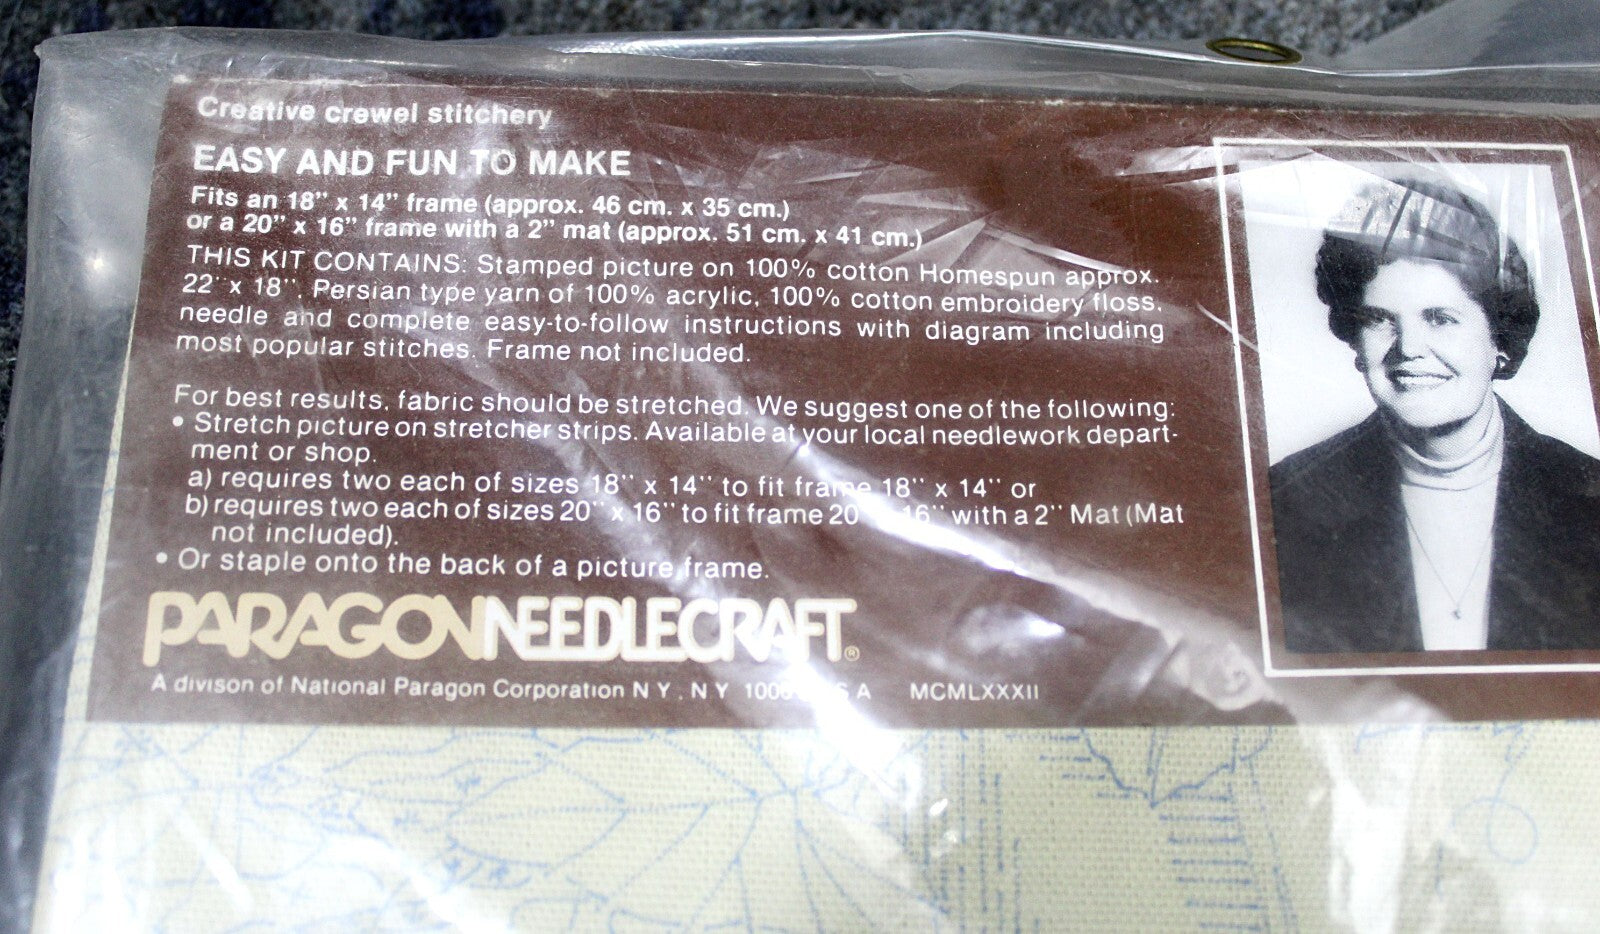 Creative crewel stitchery
EASY AND FUN TO MAKE
Fits an 18" x 14" frame (approx. 46 cm. x 35 cm.)
or a 20" x 16" frame with a 2" mat (approx. 51 cm. x 41 cm.)
THIS KIT CONTAINS: Stamped picture on 100% cotton Homespun approx.
22" x 18". Persian type yarn of 100% acrylic, 100% cotton embroidery floss,
needle and complete easy-to-follow instructions with diagram including
most popular stitches. Frame not included.
For best results, fabric should be stretched. We suggest one of the following:
• Stretch picture on stretcher strips. Available at your local needlework depart-
ment or shop.
a) requires two each of sizes 18" x 14" to fit frame 18" x 14" or
b) requires two each of sizes 20" x 16" to fit frame 20 16" with a 2" Mat (Mat
not included).
• Or staple onto the back of a picture frame.
PARAGON NEEDLECRAFT®
A division of National Paragon Corporation N Y, N Y S A MCMLXXXII